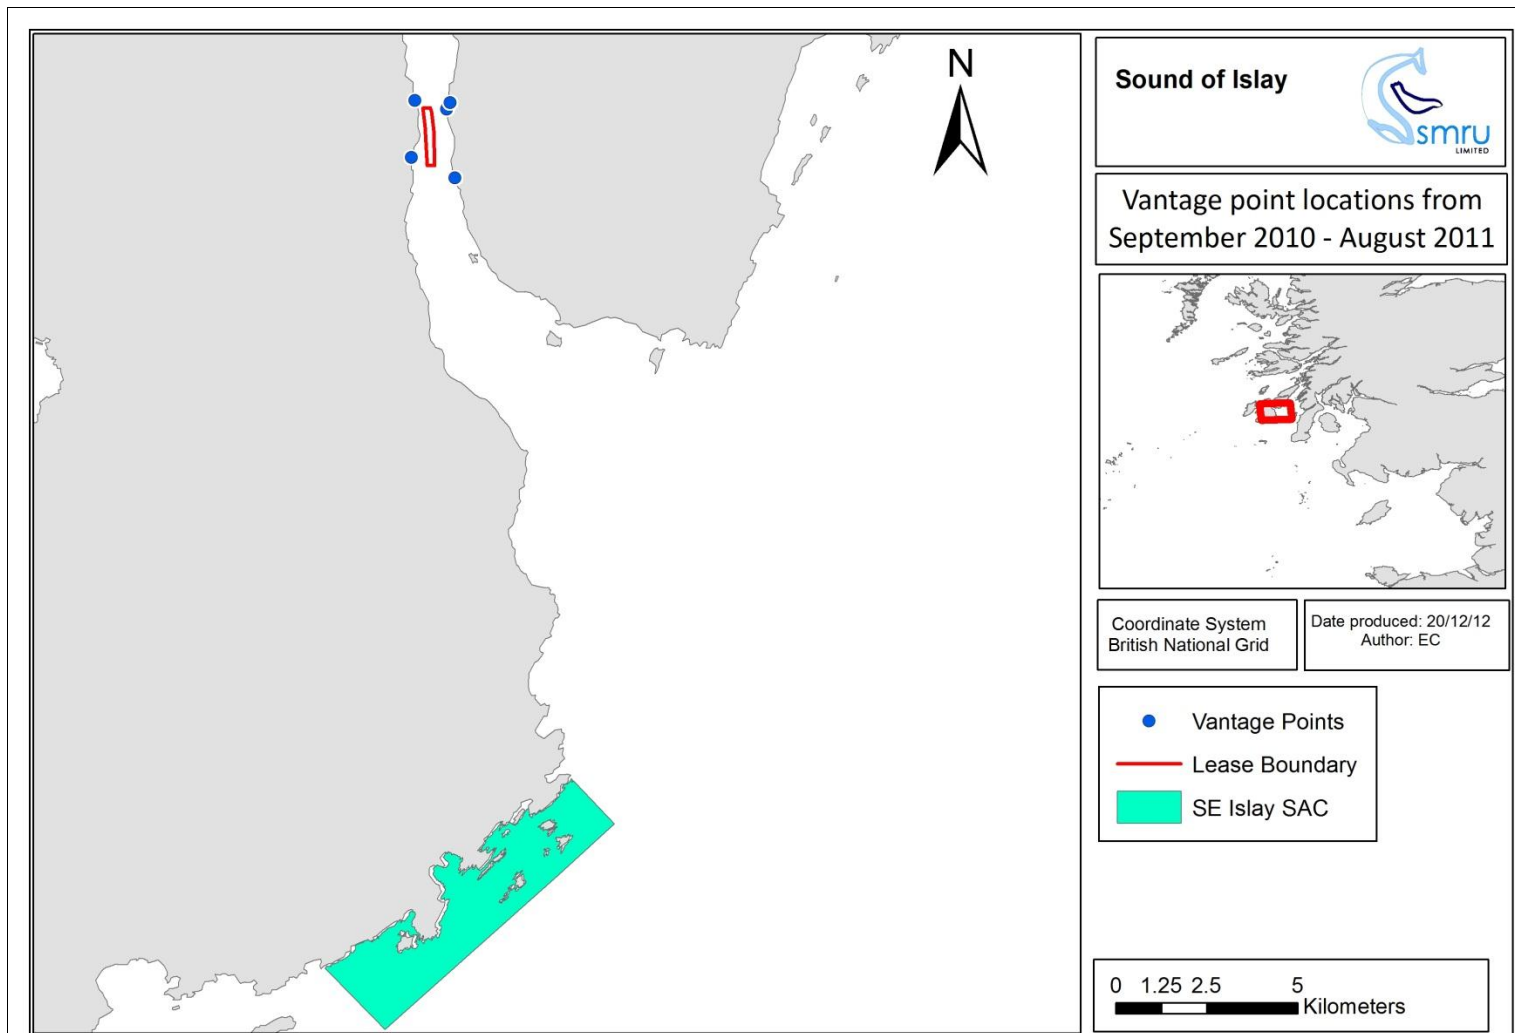 N
Sound of Islay
smru
LIMITED
Vantage point locations from
September 2010 - August 2011
Coordinate System
British National Grid
Date produced: 20/12/12
Author: EC
Vantage Points
Lease Boundary
SE Islay SAC
0 1.25 2.5 5
Kilometers